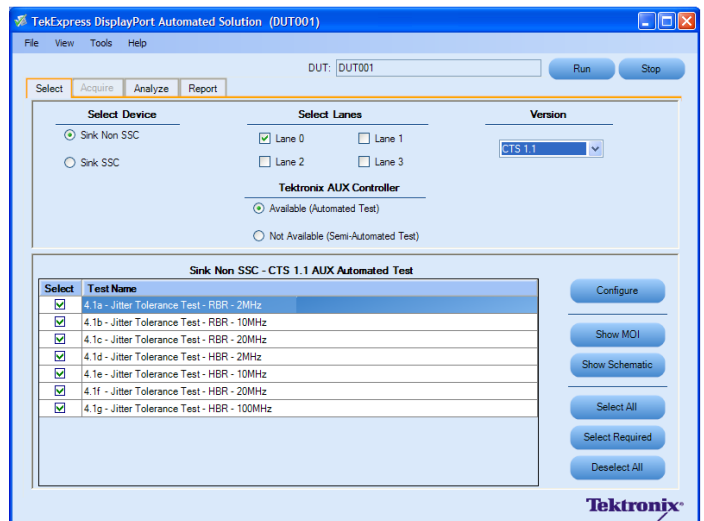 TekExpress DisplayPort Automated Solution (DUT001)
File View Tools Help
DUT: DUT001 Run Stop
Select Acquire Analyze Report
Select Device Select Lanes Version
Sink Non SSC Lane 0 Lane 1 CTS 1.1
Sink SSC Lane 2 Lane 3
Tektronix AUX Controller
Available (Automated Test)
Not Available (Semi-Automated Test)
Sink Non SSC - CTS 1.1 AUX Automated Test
Select Test Name
4.1a - Jitter Tolerance Test - RBR - 2MHz
4.1b - Jitter Tolerance Test - RBR - 10MHz
4.1c - Jitter Tolerance Test - RBR - 20MHz
4.1d - Jitter Tolerance Test - HBR - 2MHz
4.1e - Jitter Tolerance Test - HBR - 10MHz
4.1f - Jitter Tolerance Test - HBR - 20MHz
4.1g - Jitter Tolerance Test - HBR - 100MHz
Configure
Show MOI
Show Schematic
Select All
Select Required
Deselect All
Tektronix